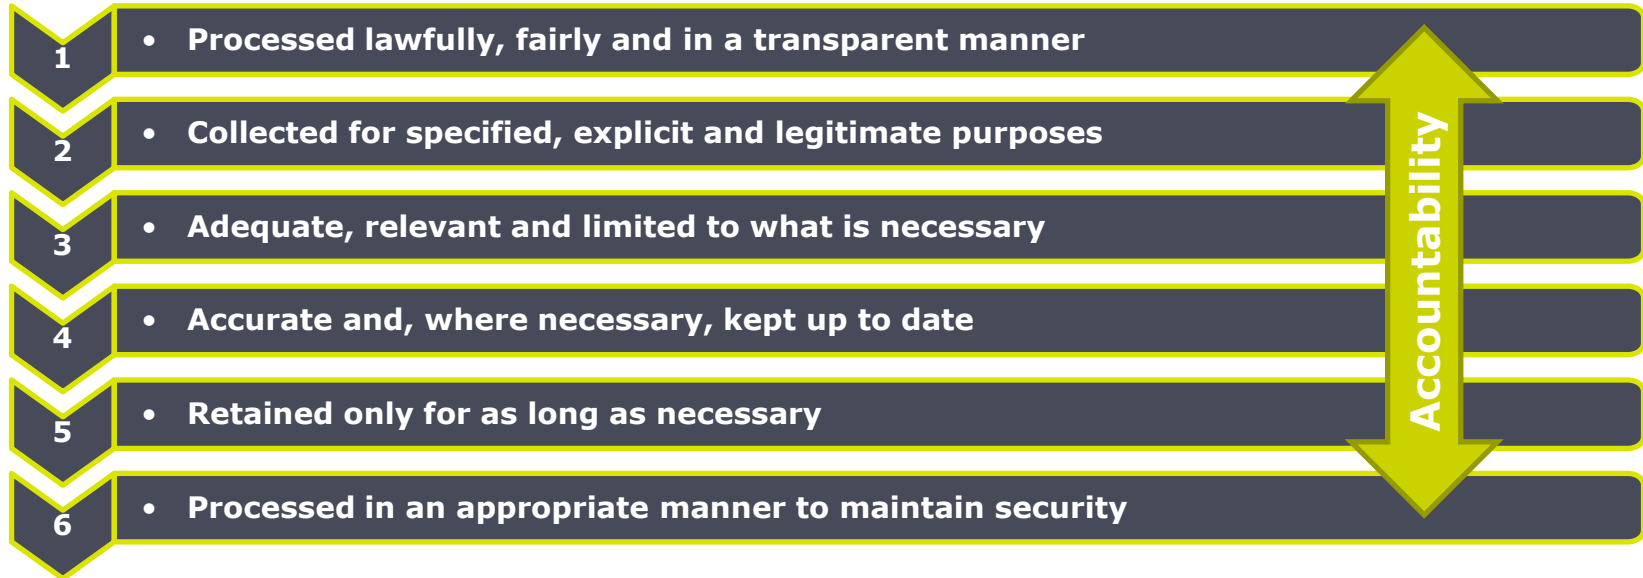 1
• Processed lawfully, fairly and in a transparent manner
2
• Collected for specified, explicit and legitimate purposes
3
• Adequate, relevant and limited to what is necessary
4
• Accurate and, where necessary, kept up to date
5
• Retained only for as long as necessary
6
• Processed in an appropriate manner to maintain security
Accountability